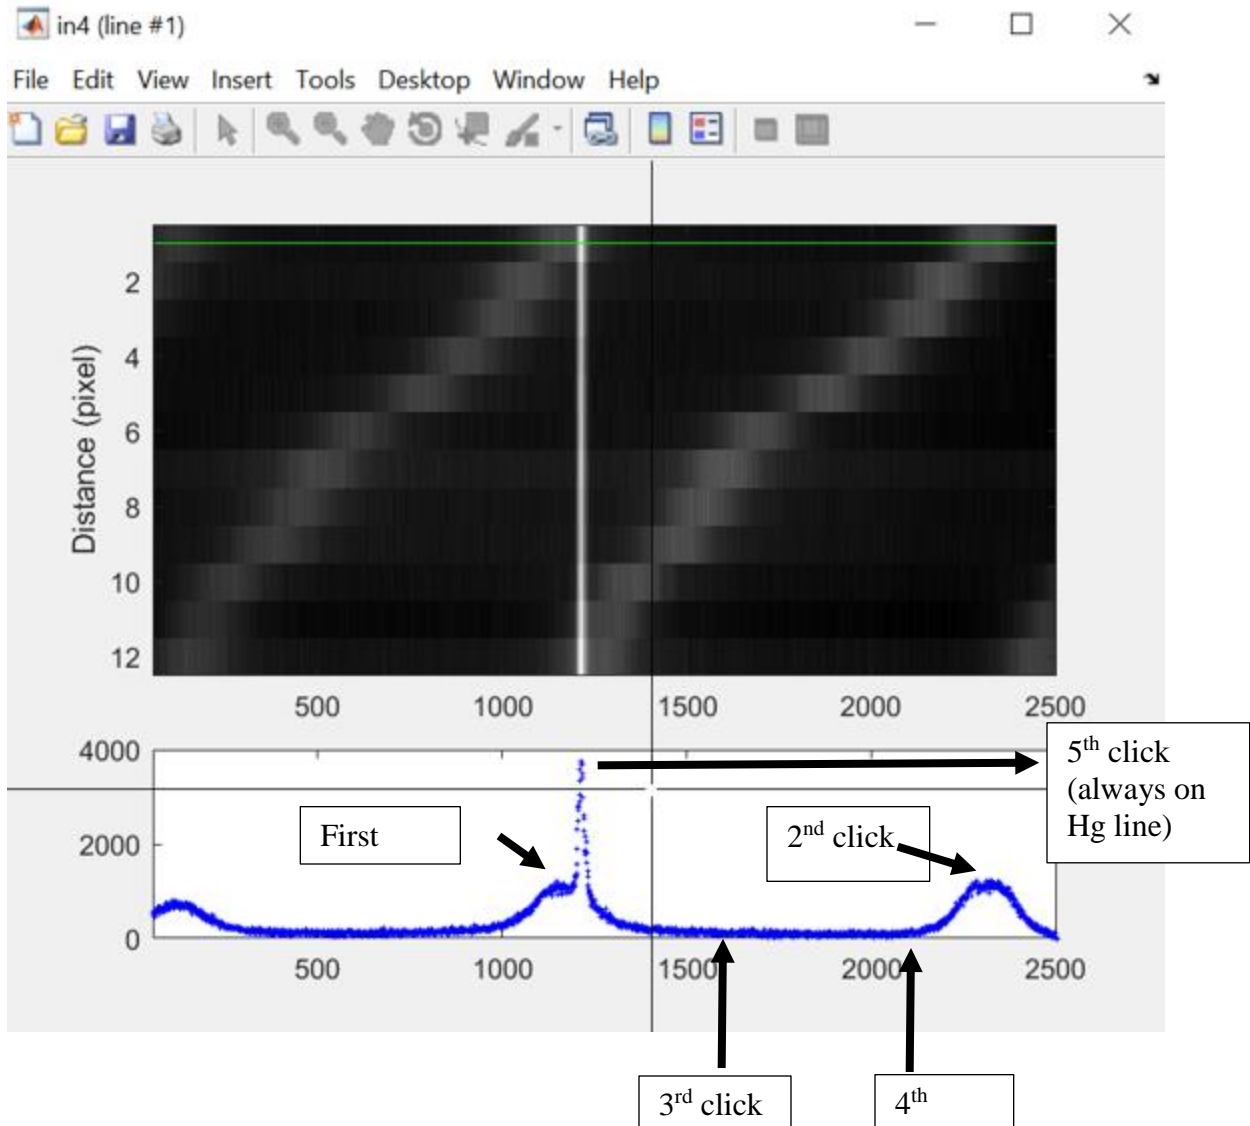 in4 (line #1)
File Edit View Insert Tools Desktop Window Help
Distance (pixel)
2
4
6
8
10
12
500 1000 1500 2000 2500
4000
2000
0
500 1000 1500 2000 2500
First
2nd click
5th click
(always on
Hg line)
3rd click
4th